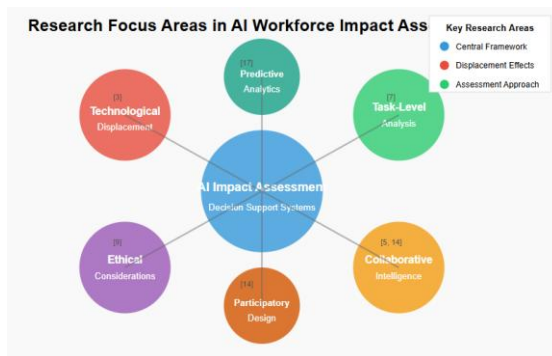 Research Focus Areas in AI Workforce Impact Ass
Key Research Areas
Central Framework
Displacement Effects
Assessment Approach
[17]
Predictive
Analytics
[3]
Technological
Displacement
[7]
Task-Level
Analysis
AI Impact Assessment
Decision Support Systems
[9]
Ethical
Considerations
[5, 14]
Collaborative
Intelligence
[14]
Participatory
Design